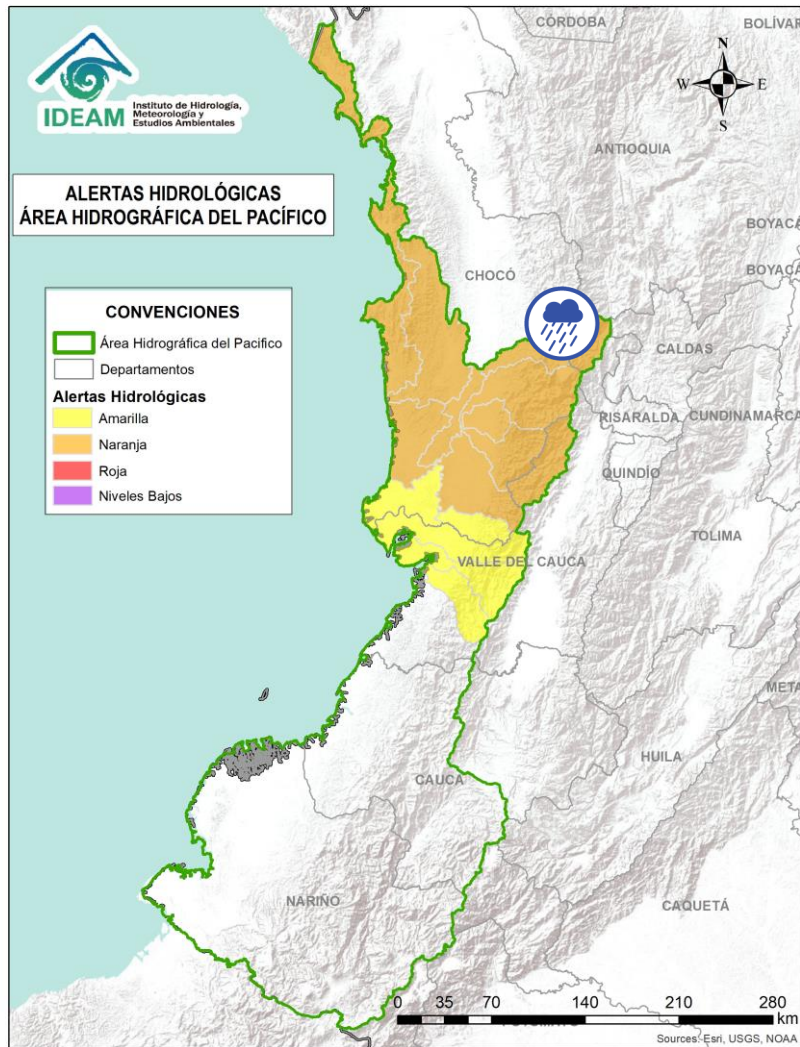 IDEAM
Instituto de Hidrología,
Meteorología y
Estudios Ambientales
ALERTAS HIDROLÓGICAS
ÁREA HIDROGRÁFICA DEL PACÍFICO
CONVENCIONES
Área Hidrográfica del Pacifico
Departamentos
Alertas Hidrológicas
Amarilla
Naranja
Roja
Niveles Bajos
CÓRDOBA
BOLÍVAR
N
W E
S
ANTIOQUIA
BOYACÁ
CHOCÓ
BOYACÁ
CALDAS
RISARALDA
CUNDINAMARCA
QUINDÍO
TOLIMA
VALLE DEL CAUCA
META
HUILA
CAUCA
NARIÑO
CAQUETÁ
0 35 70 140 210 280
km
Sources: Esri, USGS, NOAA